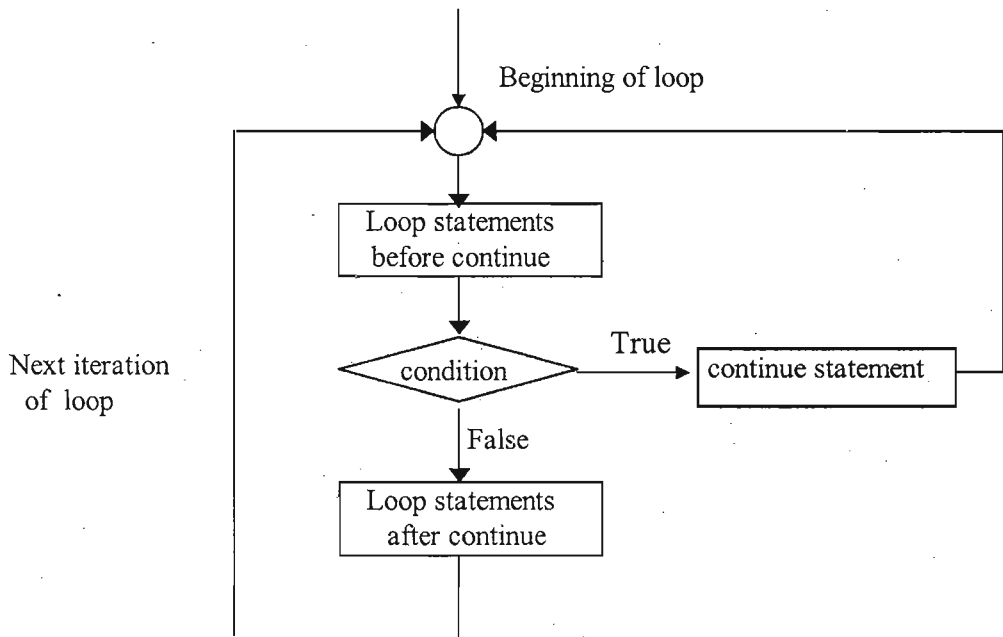 Beginning of loop
Loop statements
before continue
True
Next iteration
of loop
condition
continue statement
False
Loop statements
after continue